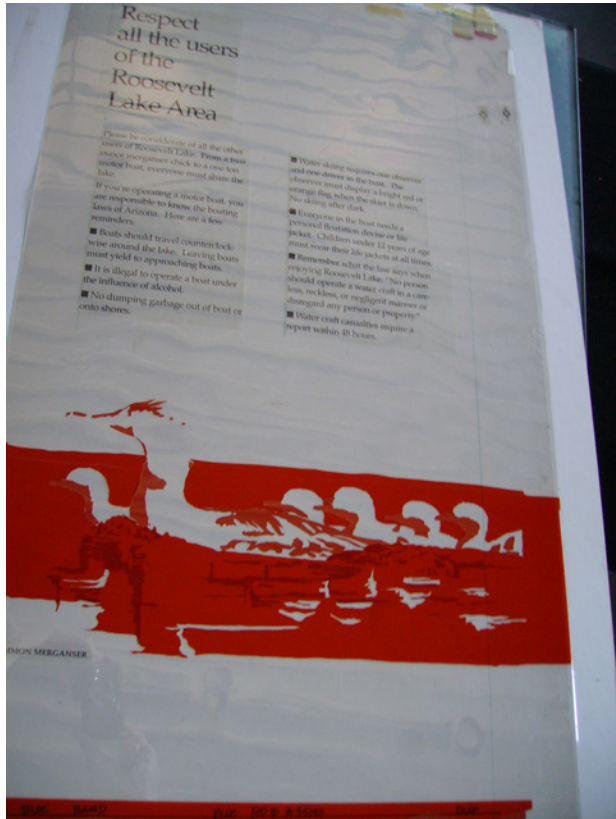 Respect
all the users
of the
Roosevelt
Lake Area
Please be considerate of all the other
users of Roosevelt Lake. From a two
ounce merganser chick to a one ton
motor boat, everyone must share the
lake.
If you're operating a motor boat, you
are responsible to know the boating
laws of Arizona. Here are a few
reminders:
■ Boats should travel counterclock-
wise around the lake. Leaving boats
must yield to approaching boats.
■ It is illegal to operate a boat under
the influence of alcohol.
■ No dumping garbage out of boat or
onto shores.
■ Water skiing requires one observer
and one driver in the boat. The
observer must display a bright red or
orange flag when the skier is down.
No skiing after dark.
■ Everyone in the boat needs a
personal floatation devise or life
jacket. Children under 12 years of age
must wear their life jackets at all times.
■ Remember what the law says when
enjoying Roosevelt Lake: "No person
should operate a water craft in a care-
less, reckless, or negligent manner or
disregard any person or property."
■ Water craft casualties require a
report within 48 hours.
MMON MERGANSER
BAND